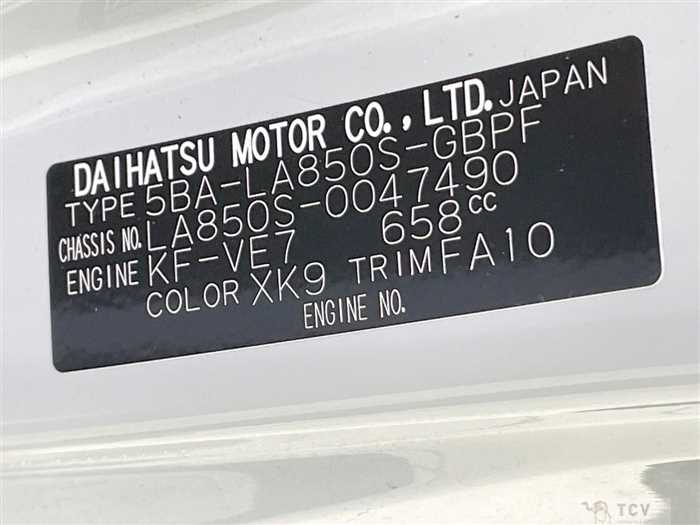 DAIHATSU MOTOR CO., LTD. JAPAN
TYPE 5BA-LA850S-GBPF
CHASSIS NO. LA850S-0047490
ENGINE KF-VE7 658CC
COLOR XK9 TRIM FA10
ENGINE NO.
TCV